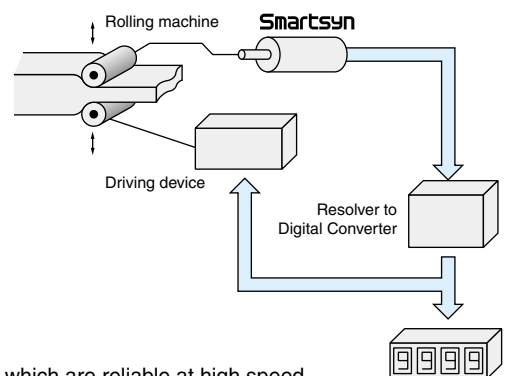 Rolling machine
Smartsyn
Driving device
Resolver to
Digital Converter
9999
which are reliable at high speed